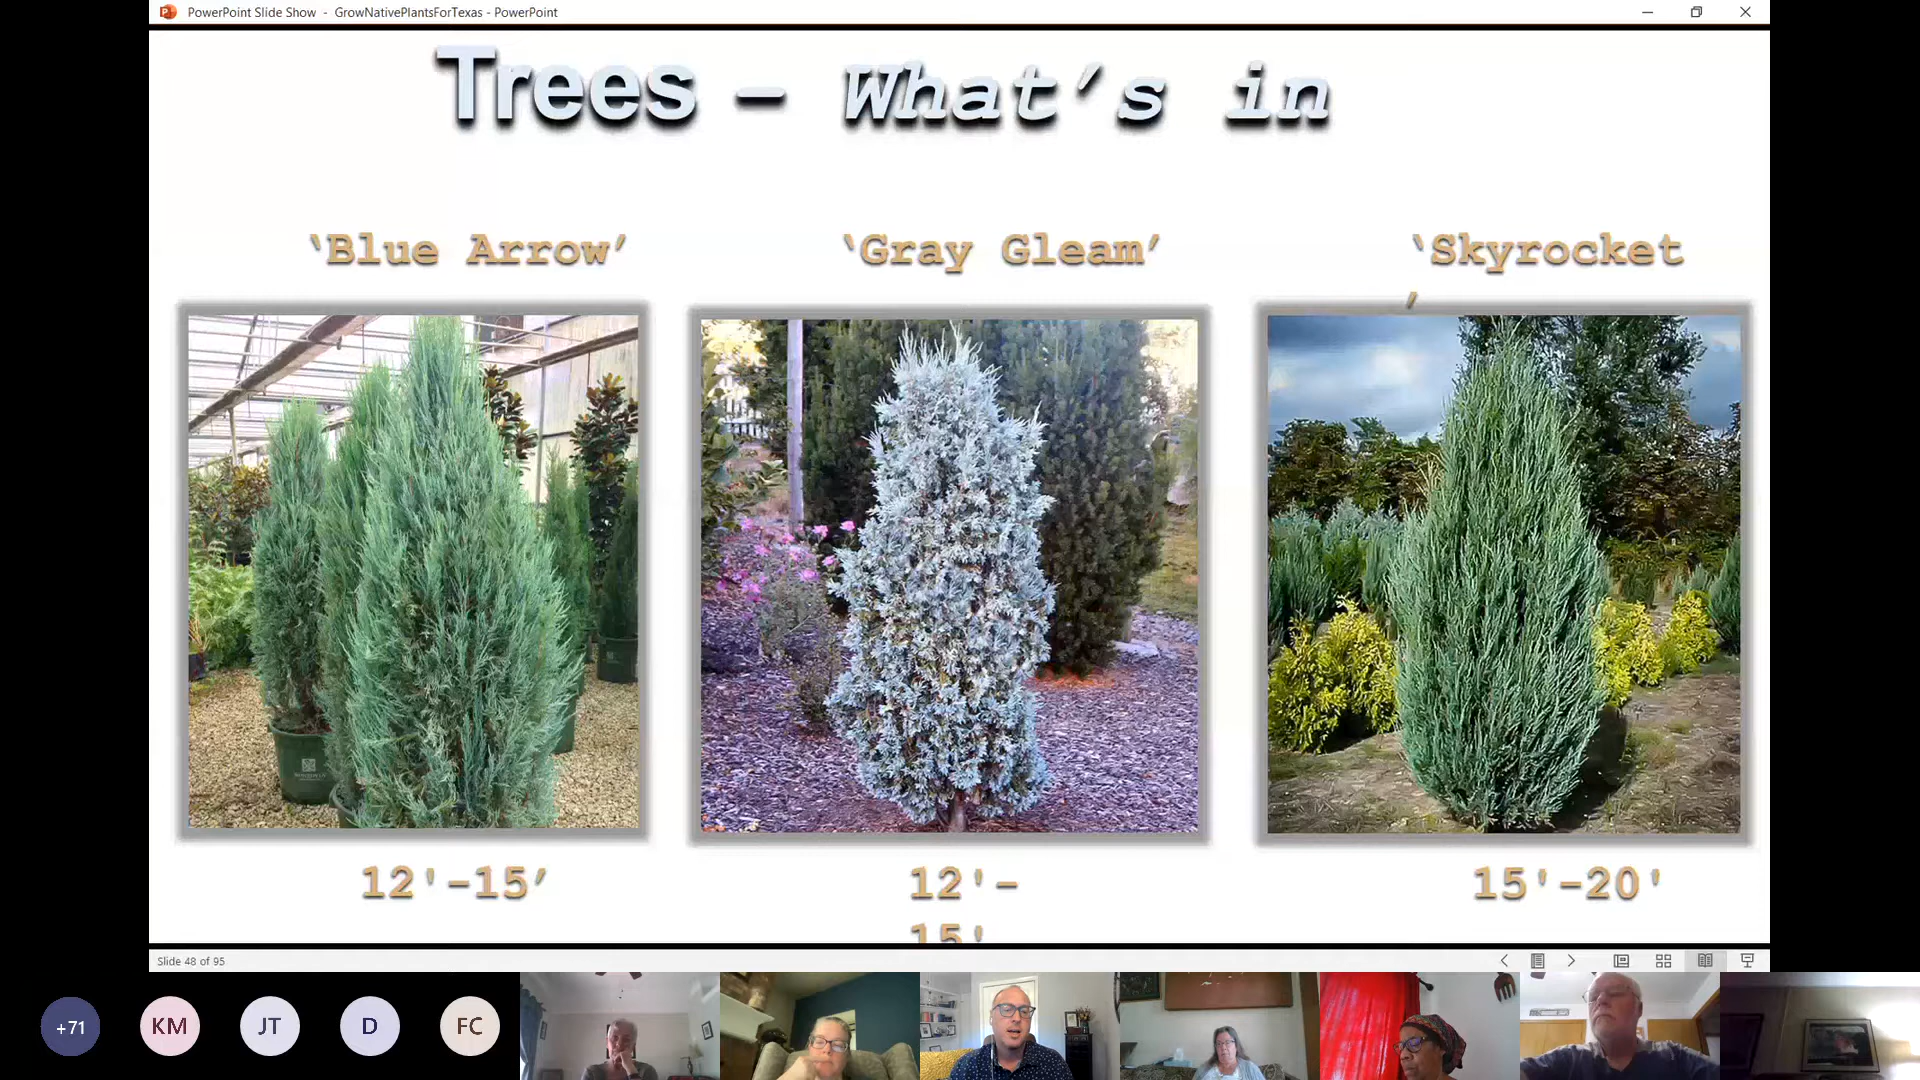 PowerPoint Slide Show - GrowNativePlantsForTexas - PowerPoint
Trees – What's in
‘Blue Arrow’
‘Gray Gleam’
‘Skyrocket
’
12'-15’
12'-
15'
15'-20'
Slide 48 of 95
+71
KM
JT
D
FC